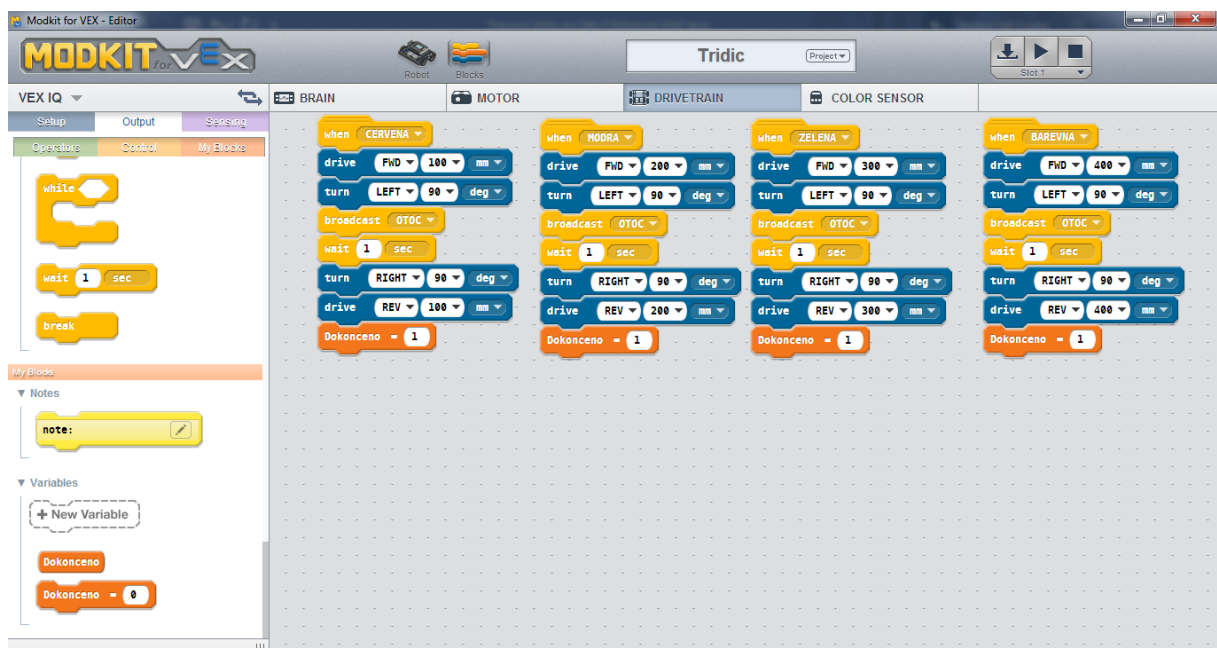 Modkit for VEX - Editor
MODKIT for VEX
Robot
Blocks
Tridic
Project
Slot 1
VEX IQ
BRAIN
MOTOR
DRIVETRAIN
COLOR SENSOR
Setup
Output
Sensing
Operators
Control
My Blocks
while
wait 1 sec
break
My Blocks
Notes
note:
Variables
+ New Variable
Dokonceno
Dokonceno = 0
when CERVENA
drive FWD 100 mm
turn LEFT 90 deg
broadcast OTOC
wait 1 sec
turn RIGHT 90 deg
drive REV 100 mm
Dokonceno = 1
when MODRA
drive FWD 200 mm
turn LEFT 90 deg
broadcast OTOC
wait 1 sec
turn RIGHT 90 deg
drive REV 200 mm
Dokonceno = 1
when ZELENA
drive FWD 300 mm
turn LEFT 90 deg
broadcast OTOC
wait 1 sec
turn RIGHT 90 deg
drive REV 300 mm
Dokonceno = 1
when BAREVNA
drive FWD 400 mm
turn LEFT 90 deg
broadcast OTOC
wait 1 sec
turn RIGHT 90 deg
drive REV 400 mm
Dokonceno = 1